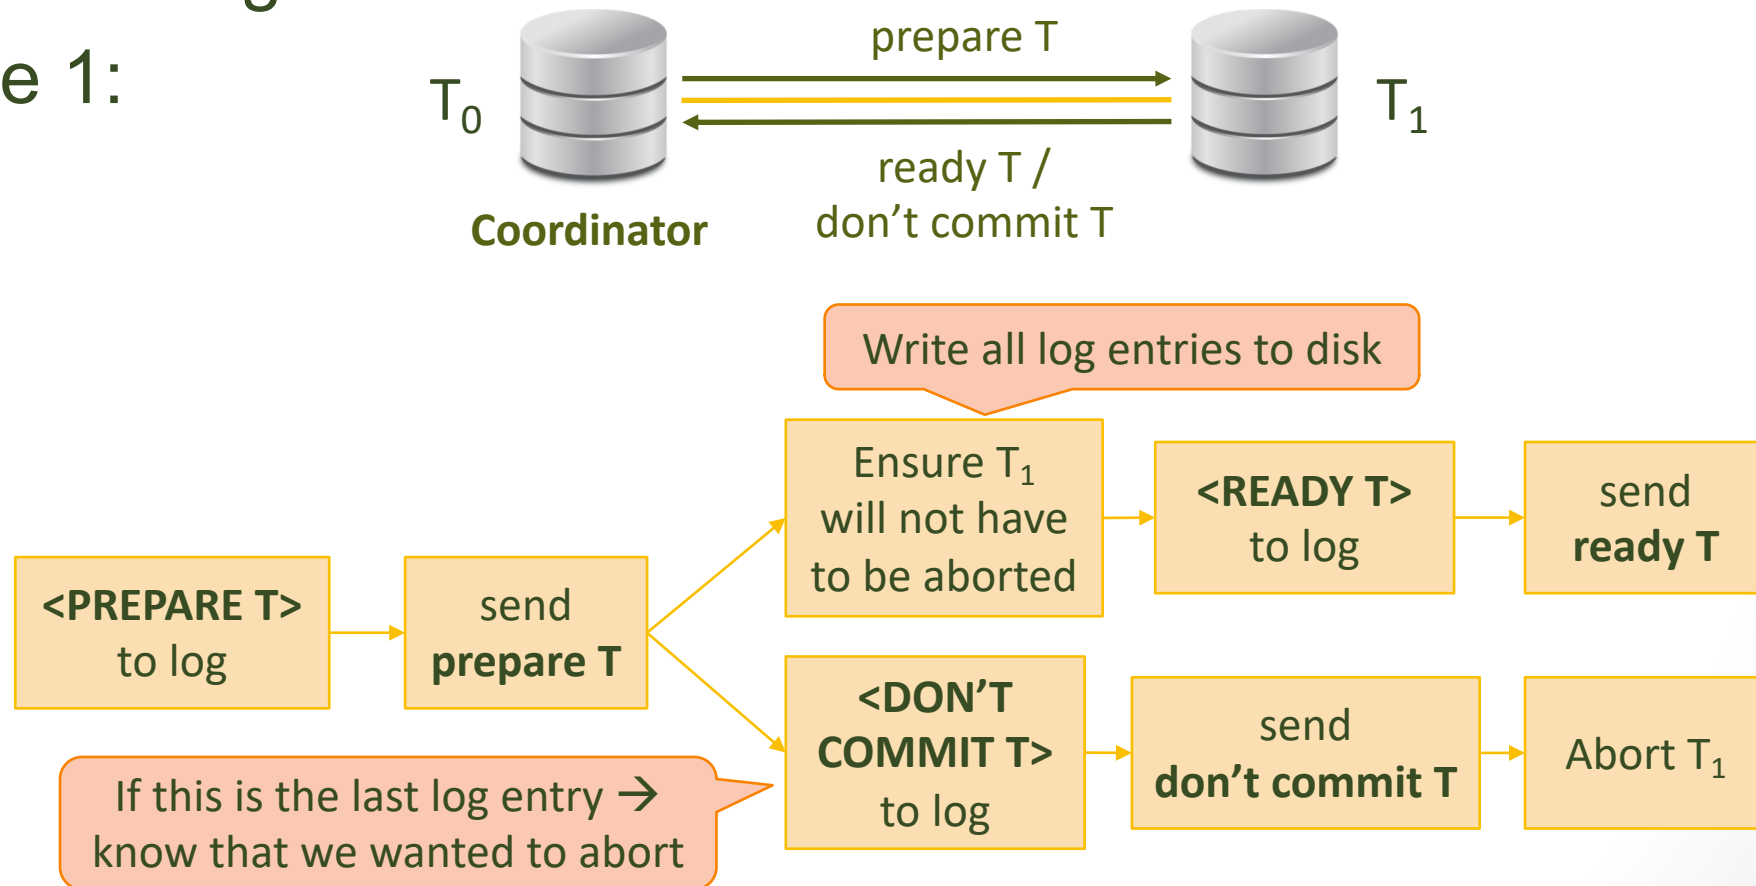 e 1:
prepare T
T₀
T₁
ready T /
don't commit T
Coordinator
Write all log entries to disk
Ensure T₁
will not have
to be aborted
<READY T>
to log
send
ready T
<PREPARE T>
to log
send
prepare T
<DON'T
COMMIT T>
to log
send
don't commit T
Abort T₁
If this is the last log entry →
know that we wanted to abort